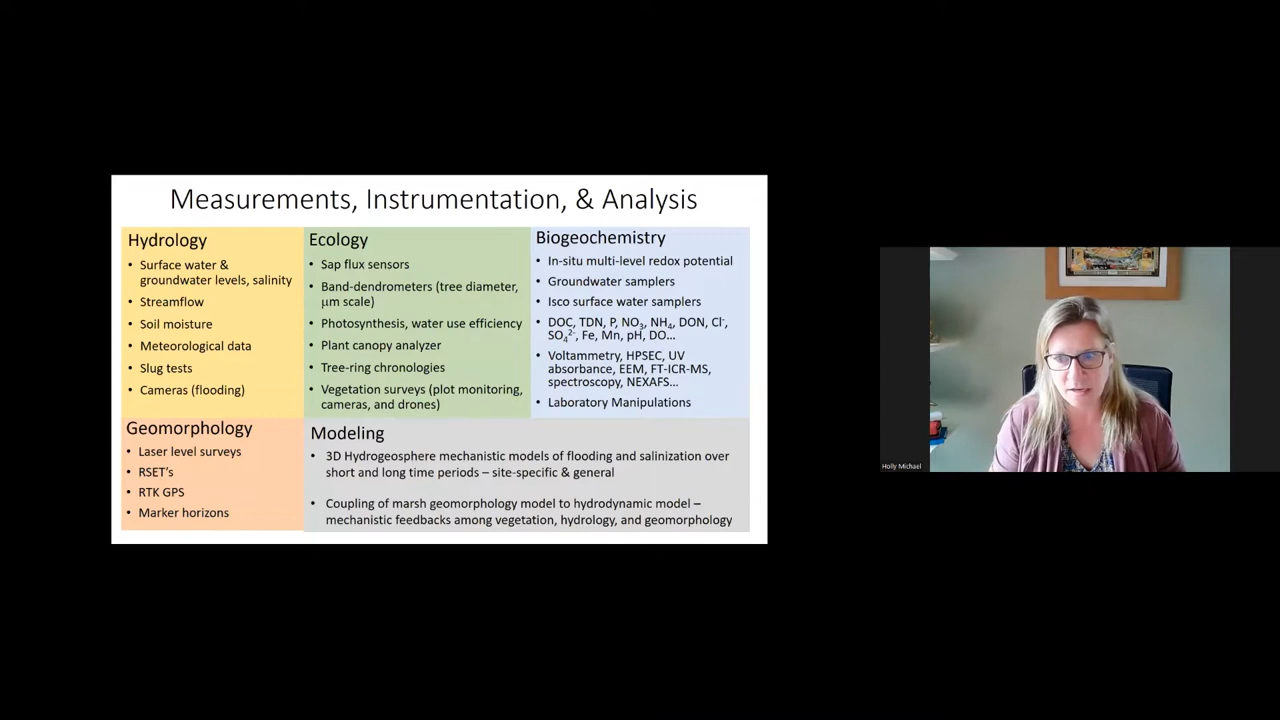 Measurements, Instrumentation, & Analysis
Hydrology
• Surface water &
groundwater levels, salinity
• Streamflow
• Soil moisture
• Meteorological data
• Slug tests
• Cameras (flooding)
Ecology
• Sap flux sensors
• Band-dendrometers (tree diameter,
μm scale)
• Photosynthesis, water use efficiency
• Plant canopy analyzer
• Tree-ring chronologies
• Vegetation surveys (plot monitoring,
cameras, and drones)
Biogeochemistry
• In-situ multi-level redox potential
• Groundwater samplers
• Isco surface water samplers
• DOC, TDN, P, NO₃, NH₄, DON, Cl⁻,
SO₄²⁻, Fe, Mn, pH, DO...
• Voltammetry, HPSEC, UV
absorbance, EEM, FT-ICR-MS,
spectroscopy, NEXAFS...
• Laboratory Manipulations
Geomorphology
• Laser level surveys
• RSET's
• RTK GPS
• Marker horizons
Modeling
• 3D Hydrogeosphere mechanistic models of flooding and salinization over
short and long time periods – site-specific & general
• Coupling of marsh geomorphology model to hydrodynamic model –
mechanistic feedbacks among vegetation, hydrology, and geomorphology
Holly Michael